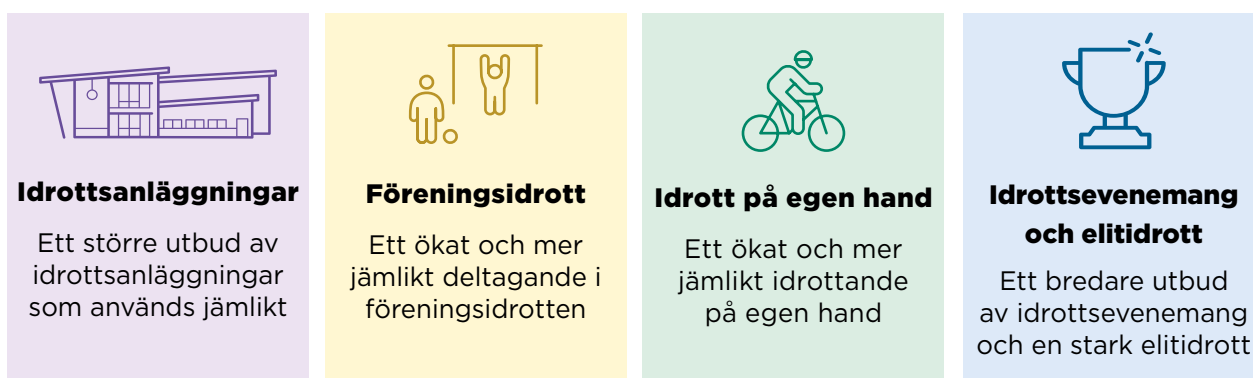 Idrottsanläggningar
Ett större utbud av
idrottsanläggningar
som används jämlikt
Föreningsidrott
Ett ökat och mer
jämlikt deltagande i
föreningsidrotten
Idrott på egen hand
Ett ökat och mer
jämlikt idrottande
på egen hand
Idrottsevenemang
och elitidrott
Ett bredare utbud
av idrottsevenemang
och en stark elitidrott